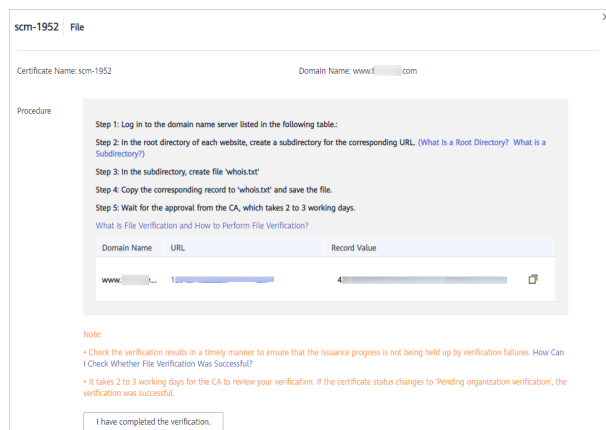 scm-1952 File
Certificate Name: scm-1952 Domain Name: www.f .com
Procedure
Step 1: Log in to the domain name server listed in the following table.:
Step 2: In the root directory of each website, create a subdirectory for the corresponding URL. (What Is a Root Directory? What is a
Subdirectory?)
Step 3: In the subdirectory, create file 'whois.txt'
Step 4: Copy the corresponding record to 'whois.txt' and save the file.
Step 5: Wait for the approval from the CA, which takes 2 to 3 working days.
What Is File Verification and How to Perform File Verification?
Domain Name URL Record Value
www. ...
Note:
• Check the verification results in a timely manner to ensure that the issuance progress is not being held up by verification failures. How Can
I Check Whether File Verification Was Successful?
• It takes 2 to 3 working days for the CA to review your verification. If the certificate status changes to 'Pending organization verification', the
verification was successful.
I have completed the verification.